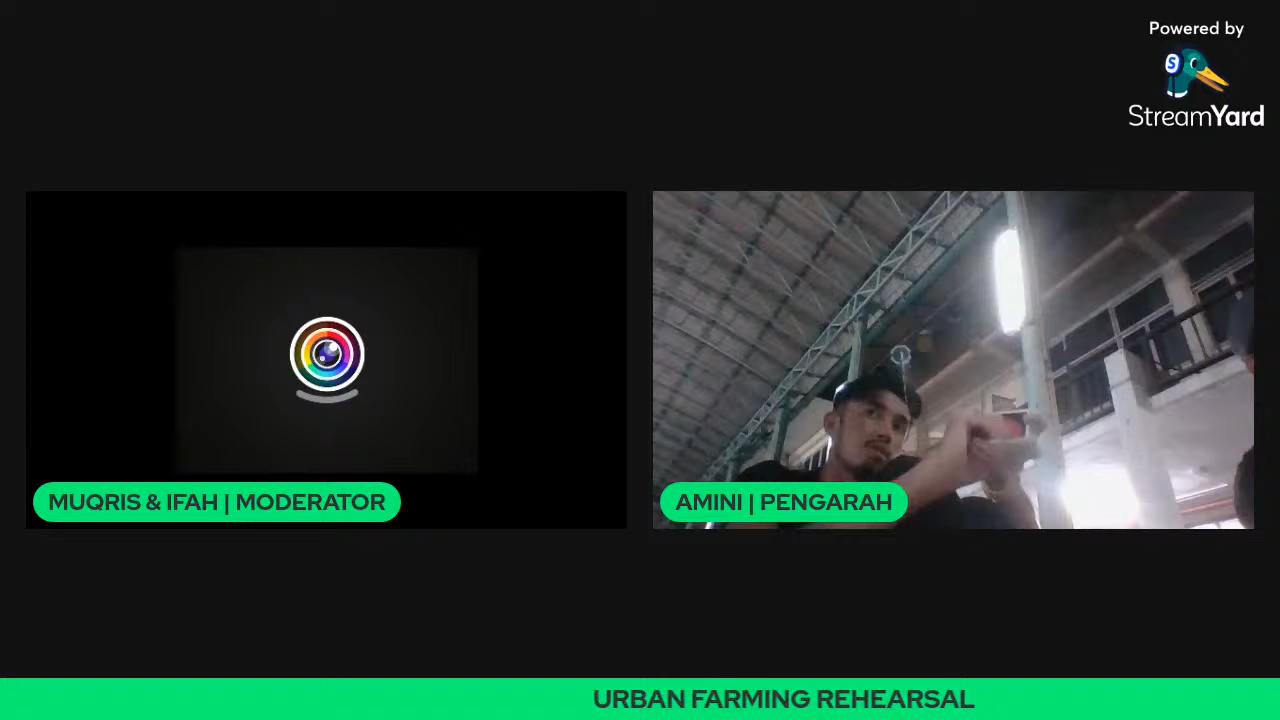 Powered by
S
StreamYard
MUQRIS & IFAH | MODERATOR
AMINI | PENGARAH
URBAN FARMING REHEARSAL